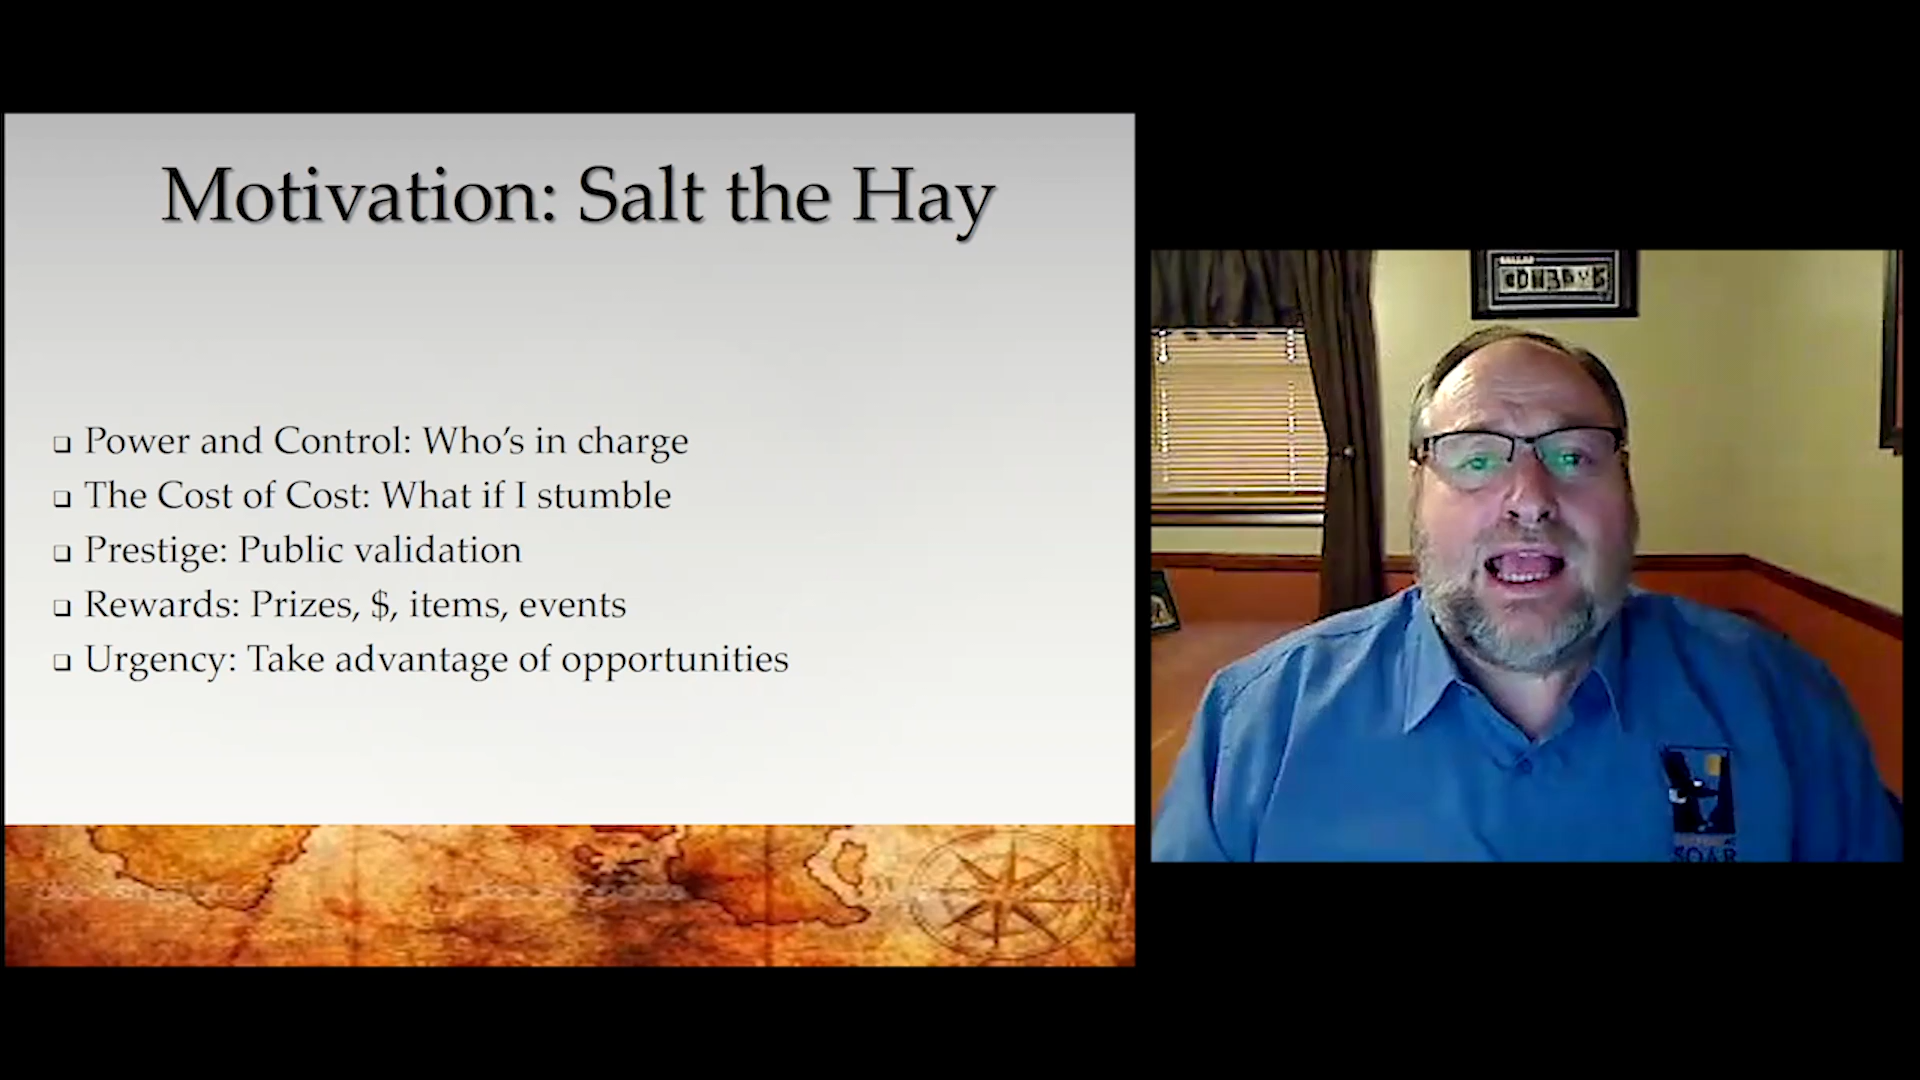 Motivation: Salt the Hay
❑ Power and Control: Who's in charge
❑ The Cost of Cost: What if I stumble
❑ Prestige: Public validation
❑ Rewards: Prizes, $, items, events
❑ Urgency: Take advantage of opportunities
COWBOYS
SOAR